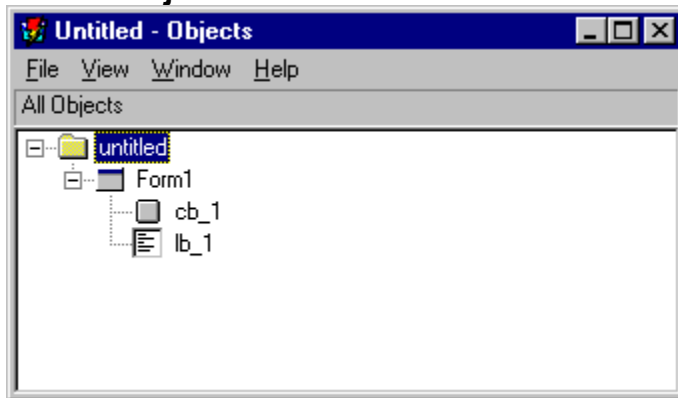 Untitled - Objects
File View Window Help
All Objects
untitled
Form1
cb_1
lb_1